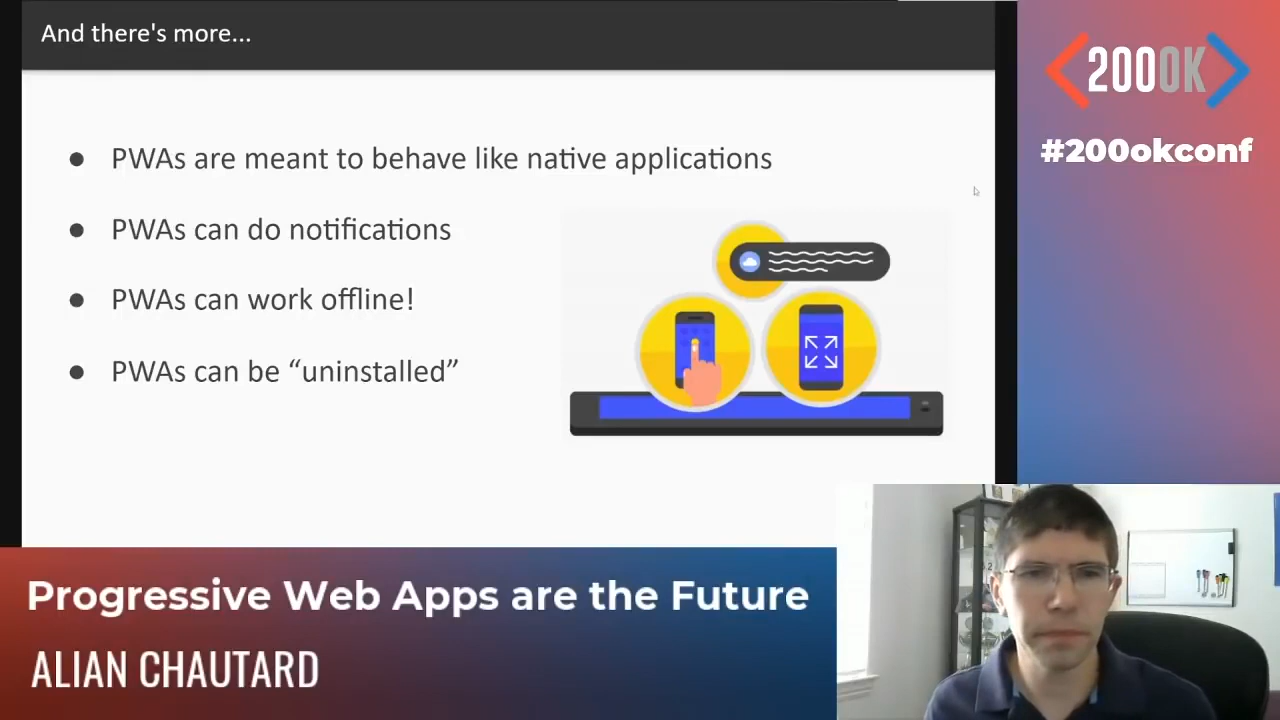 And there's more...
● PWAs are meant to behave like native applications
● PWAs can do notifications
● PWAs can work offline!
● PWAs can be “uninstalled”
<200OK>
#200okconf
Progressive Web Apps are the Future
ALIAN CHAUTARD